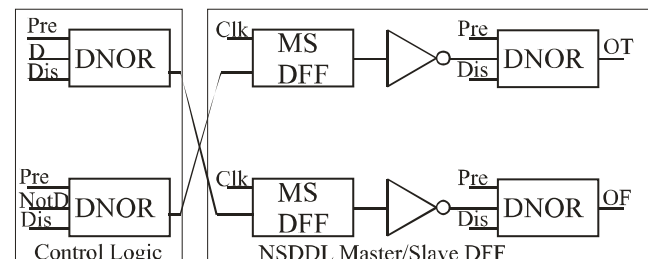 Pre
D
Dis
DNOR
Clk
MS
DFF
Pre
Dis
DNOR
OT
Pre
NotD
Dis
DNOR
Clk
MS
DFF
Pre
Dis
DNOR
OF
Control Logic
NSDDL Master/Slave DFF